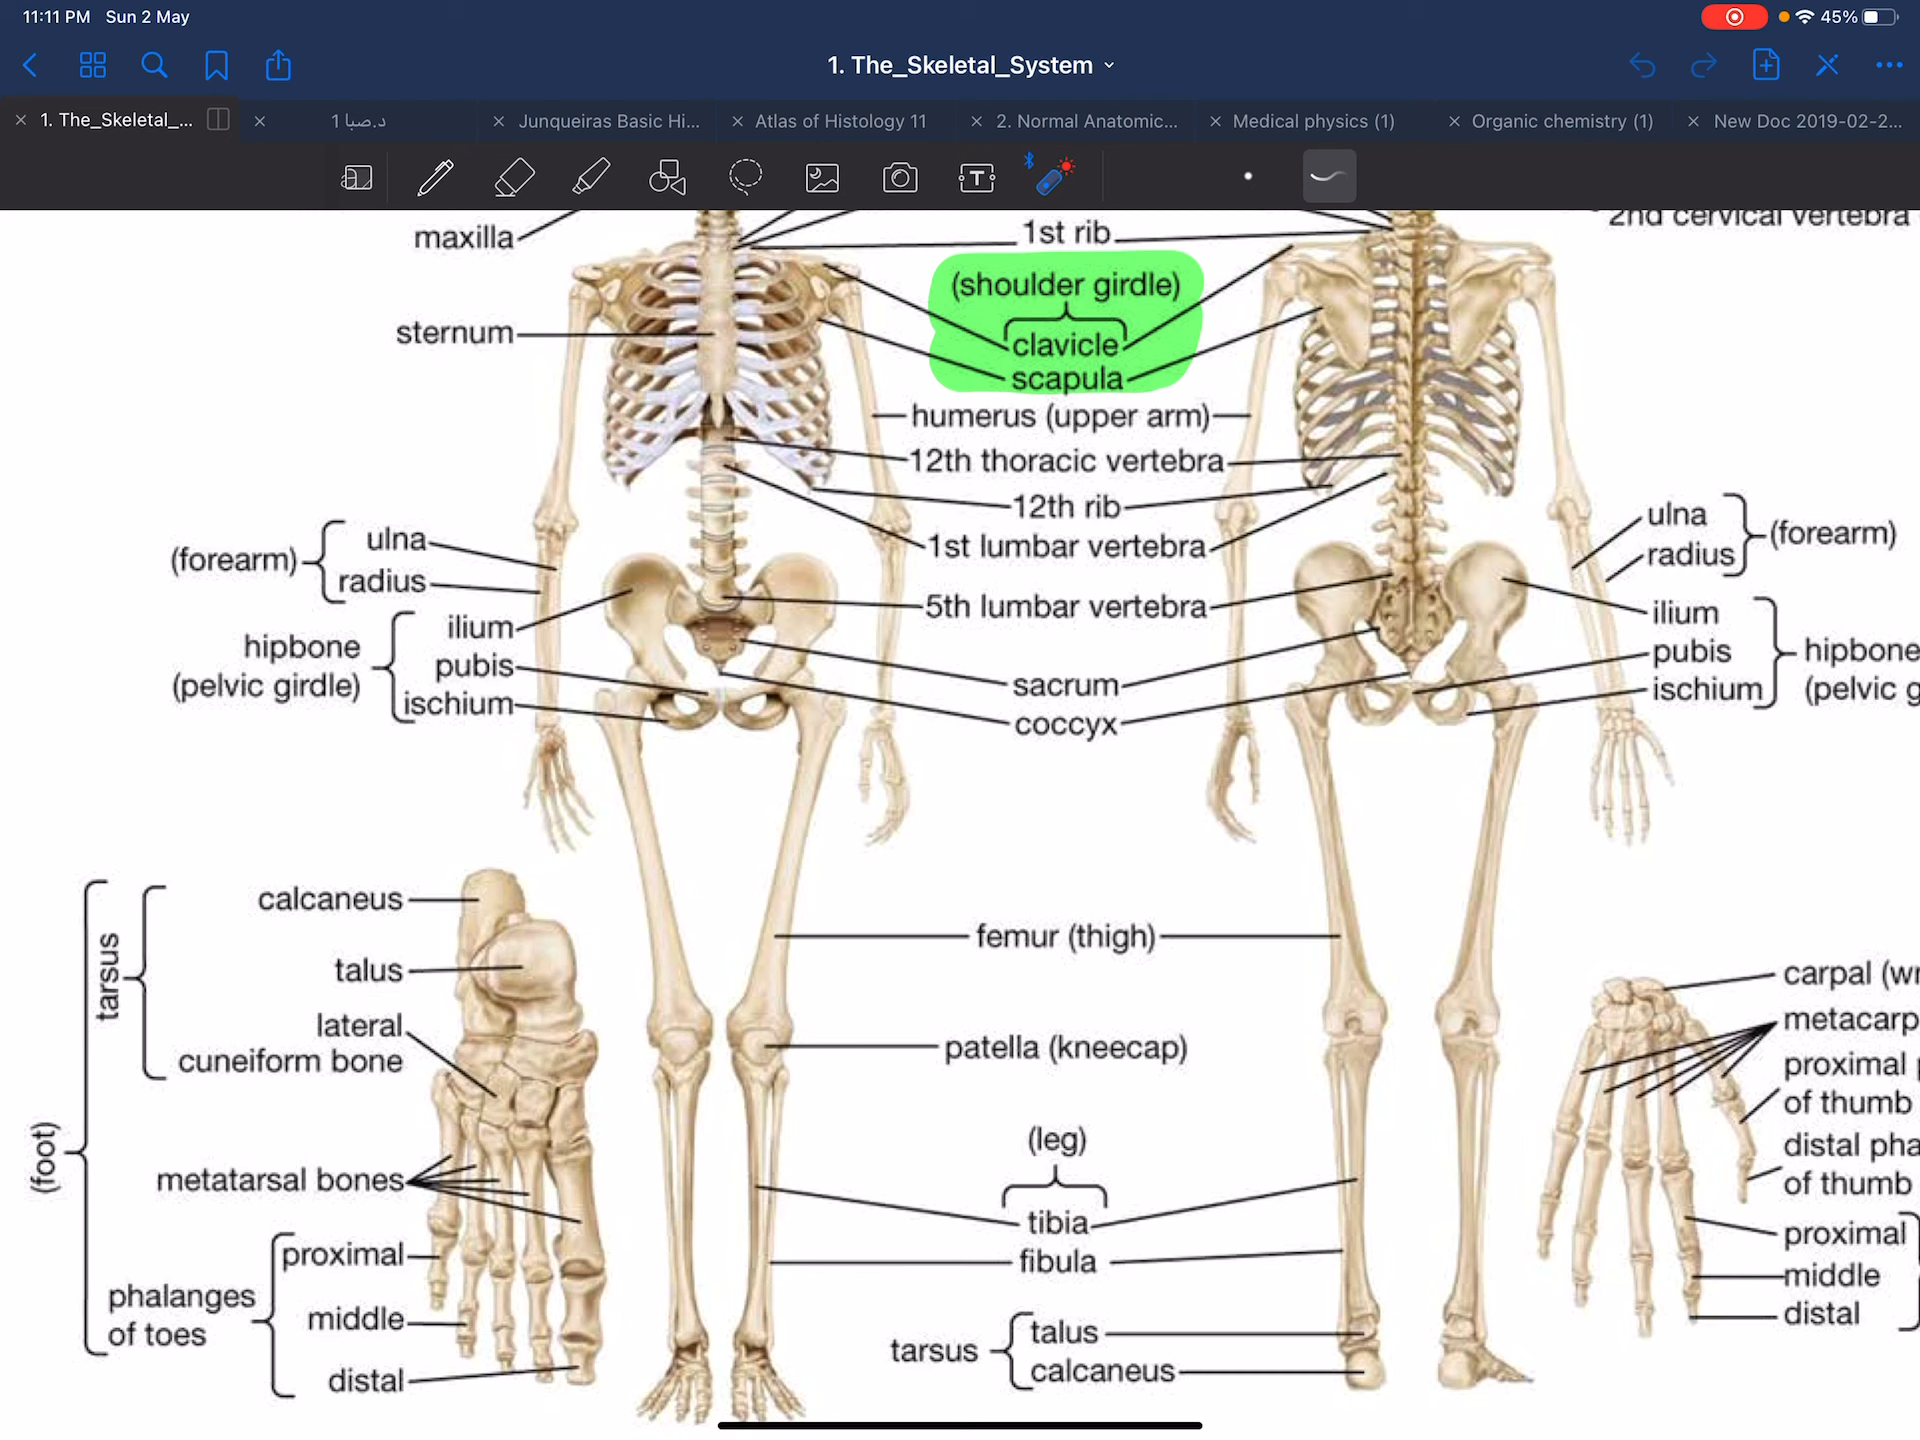 11:11 PM Sun 2 May
45%
1. The_Skeletal_System
1. The_Skeletal_...
د.صبا 1
Junqueiras Basic Hi...
Atlas of Histology 11
2. Normal Anatomic...
Medical physics (1)
Organic chemistry (1)
New Doc 2019-02-2...
maxilla
1st rib
2nd cervical vertebra
(shoulder girdle)
sternum
clavicle
scapula
humerus (upper arm)
12th thoracic vertebra
12th rib
1st lumbar vertebra
5th lumbar vertebra
sacrum
coccyx
(forearm)
ulna
radius
hipbone
(pelvic girdle)
ilium
pubis
ischium
ulna
radius
(forearm)
ilium
pubis
ischium
hipbone
(pelvic g
(foot)
tarsus
calcaneus
talus
lateral
cuneiform bone
metatarsal bones
phalanges
of toes
proximal
middle
distal
femur (thigh)
patella (kneecap)
(leg)
tibia
fibula
tarsus
talus
calcaneus
carpal (wr
metacarp
proximal p
of thumb
distal pha
of thumb
proximal
middle
distal